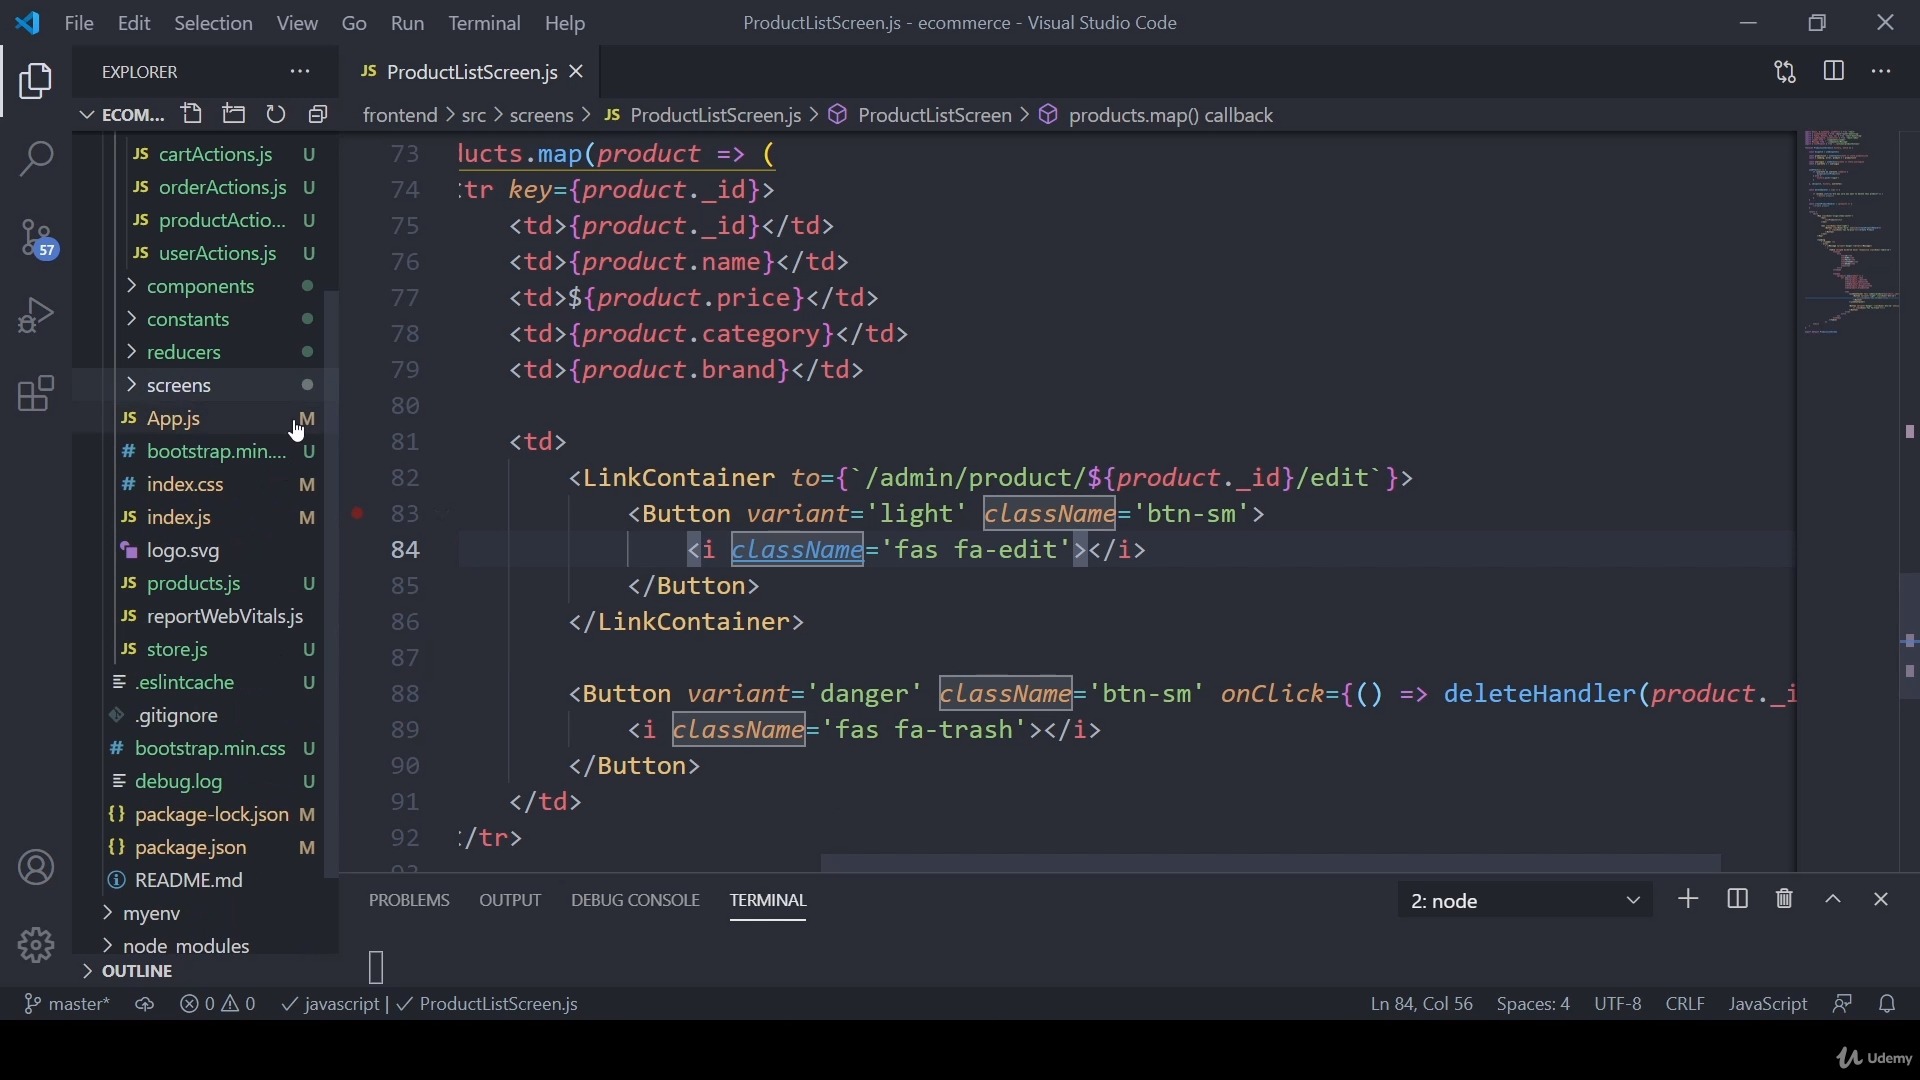 File Edit Selection View Go Run Terminal Help ProductListScreen.js - ecommerce - Visual Studio Code
EXPLORER
JS ProductListScreen.js
ECOM...
frontend > src > screens > JS ProductListScreen.js > ProductListScreen > products.map() callback
cartActions.js U
orderActions.js U
productActio... U
userActions.js U
components
constants
reducers
screens
JS App.js M
# bootstrap.min.... U
# index.css M
JS index.js M
logo.svg
JS products.js U
JS reportWebVitals.js
JS store.js U
.eslintcache U
.gitignore
# bootstrap.min.css U
debug.log U
{} package-lock.json M
{} package.json M
README.md
myenv
node_modules
OUTLINE
57
73 lucts.map(product => (
74 :tr key={product._id}>
75 <td>{product._id}</td>
76 <td>{product.name}</td>
77 <td>${product.price}</td>
78 <td>{product.category}</td>
79 <td>{product.brand}</td>
80
81 <td>
82 <LinkContainer to={`/admin/product/${product._id}/edit`}>
83 <Button variant='light' className='btn-sm'>
84 <i className='fas fa-edit'></i>
85 </Button>
86 </LinkContainer>
87
88 <Button variant='danger' className='btn-sm' onClick={() => deleteHandler(product._i
89 <i className='fas fa-trash'></i>
90 </Button>
91 </td>
92 :/tr>
PROBLEMS OUTPUT DEBUG CONSOLE TERMINAL 2: node
master* 0 0 javascript | ProductListScreen.js Ln 84, Col 56 Spaces: 4 UTF-8 CRLF JavaScript
Udemy